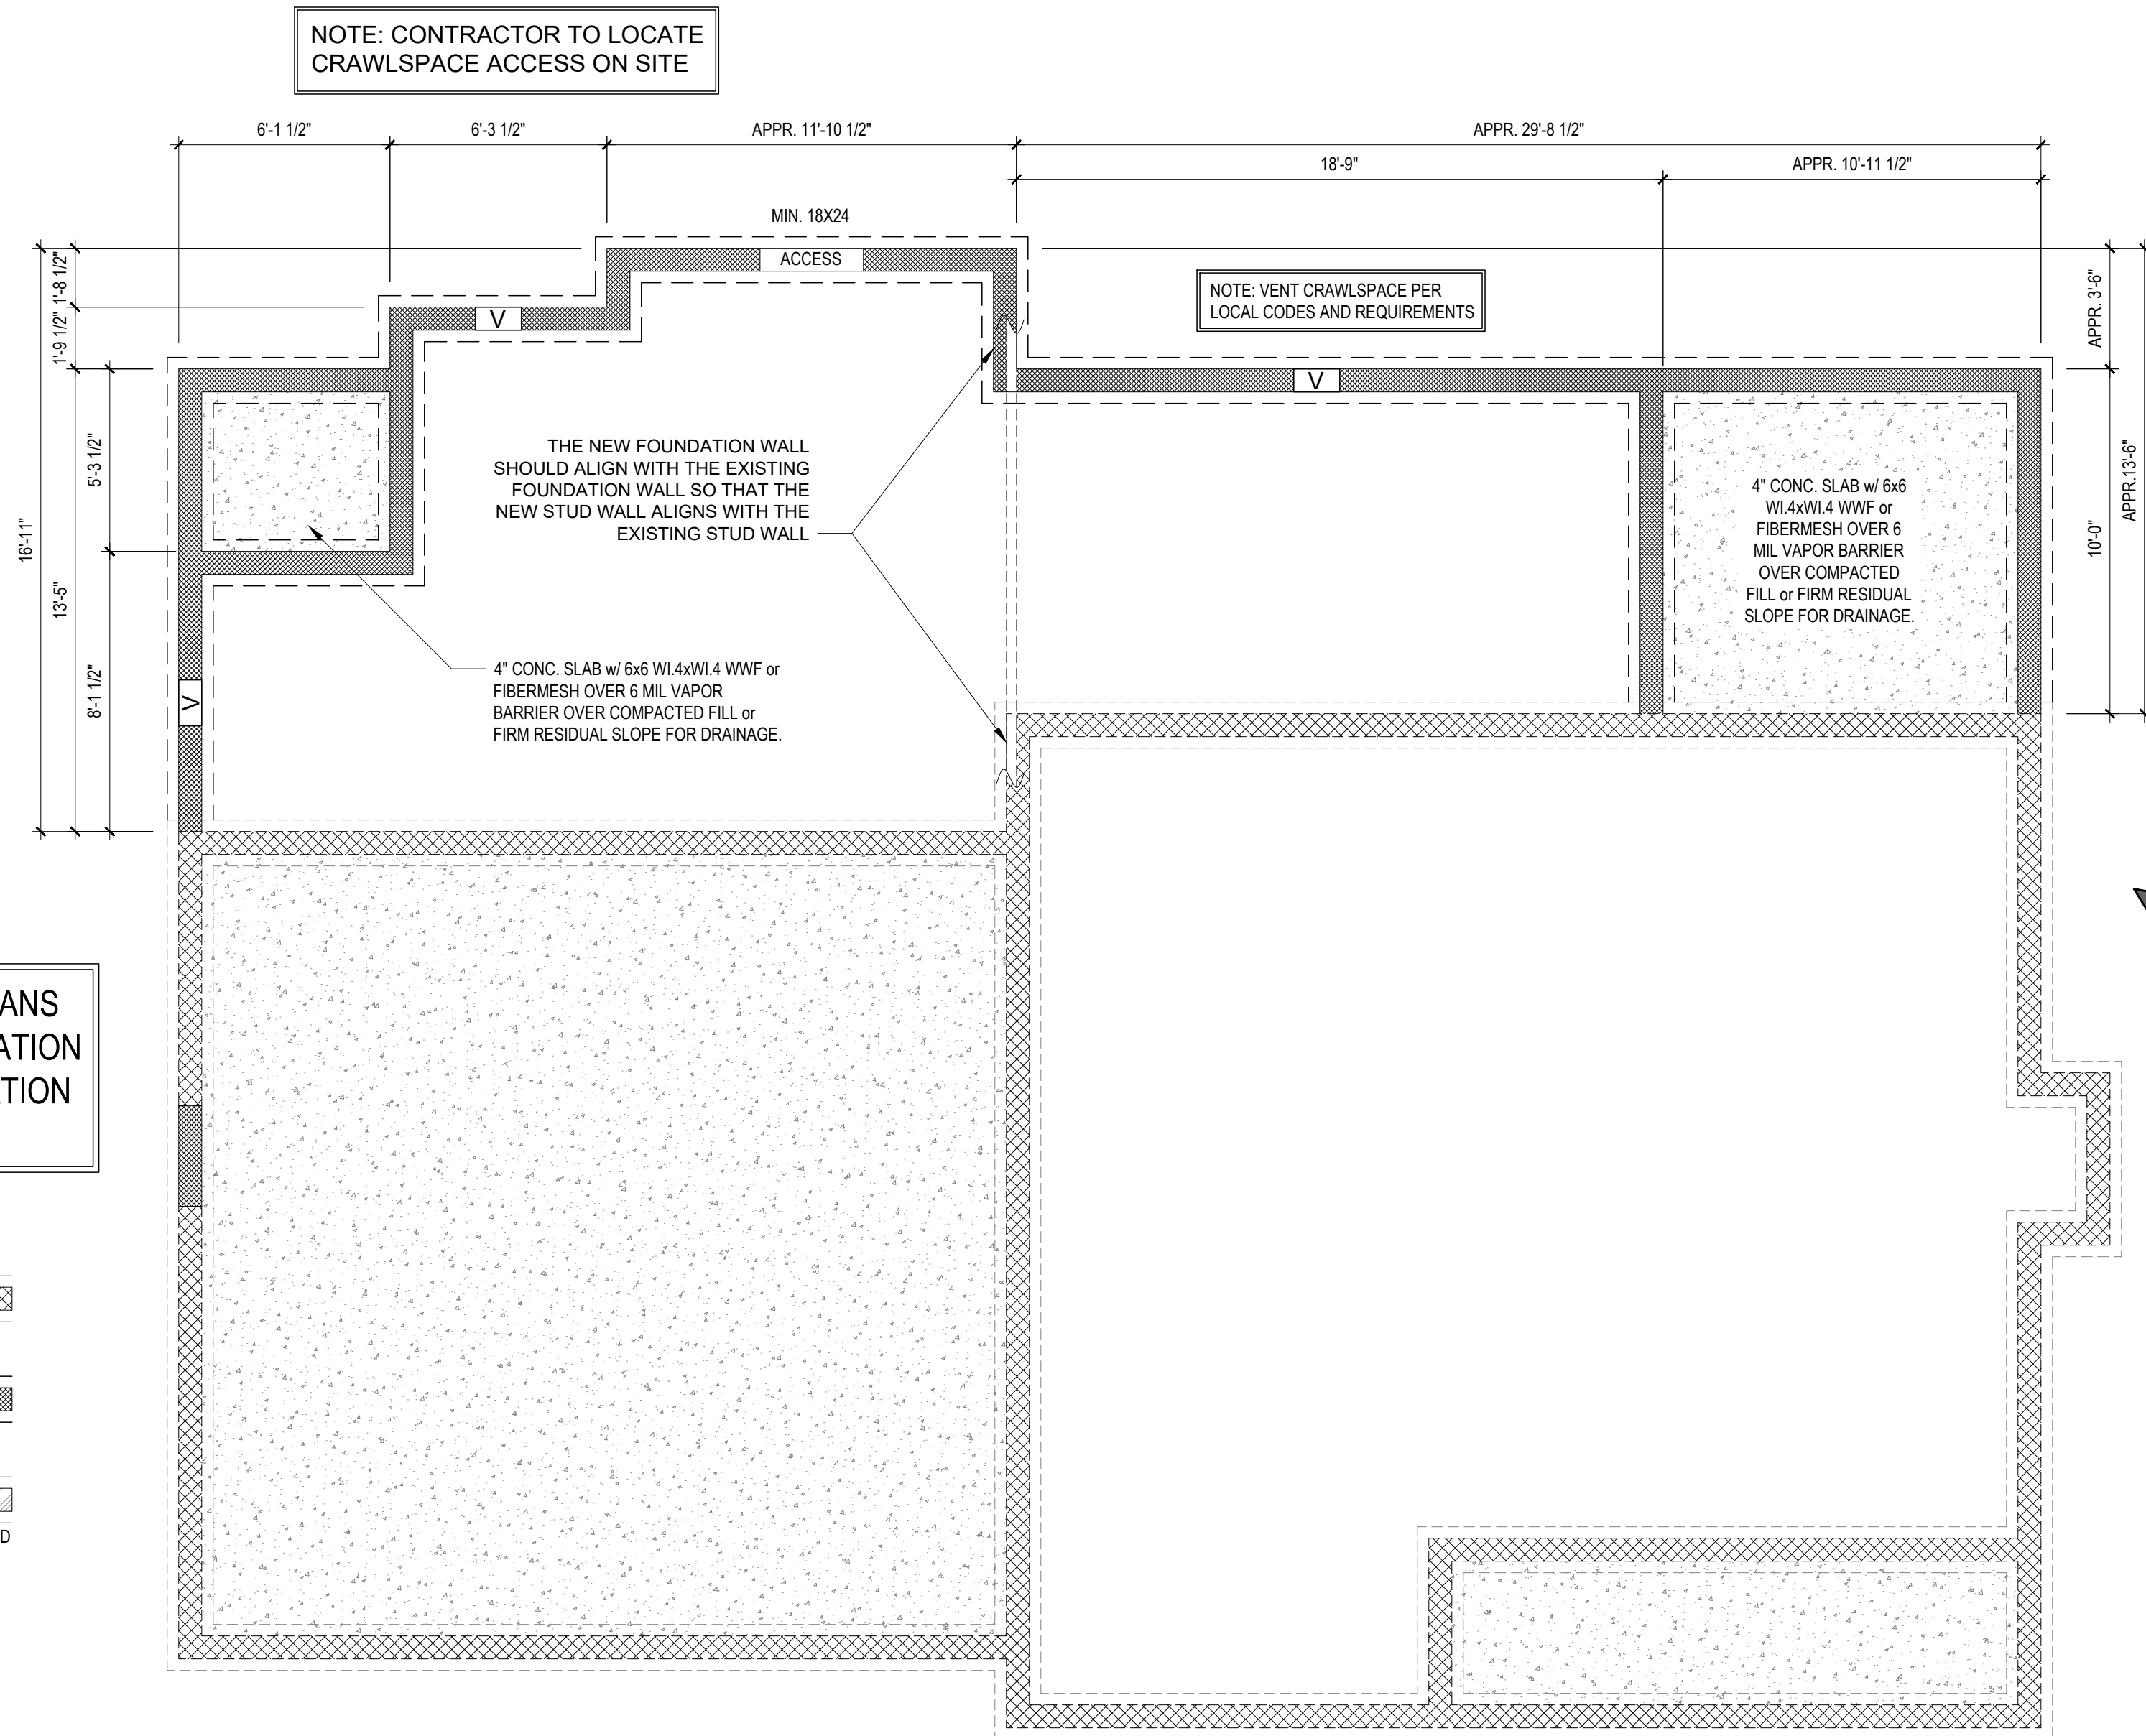 NOTE: CONTRACTOR TO LOCATE
CRAWLSPACE ACCESS ON SITE
6'-1 1/2"
6'-3 1/2"
APPR. 11'-10 1/2"
APPR. 29'-8 1/2"
18'-9"
APPR. 10'-11 1/2"
MIN. 18X24
ACCESS
1'-8 1/2"
1'-9 1/2"
V
NOTE: VENT CRAWLSPACE PER
LOCAL CODES AND REQUIREMENTS
APPR. 3'-6"
V
THE NEW FOUNDATION WALL
SHOULD ALIGN WITH THE EXISTING
FOUNDATION WALL SO THAT THE
NEW STUD WALL ALIGNS WITH THE
EXISTING STUD WALL
5'-3 1/2"
16'-11"
13'-5"
8'-1 1/2"
V
4" CONC. SLAB w/ 6x6
WI.4xWI.4 WWF or
FIBERMESH OVER 6
MIL VAPOR BARRIER
OVER COMPACTED
FILL or FIRM RESIDUAL
SLOPE FOR DRAINAGE.
10'-0"
APPR.13'-6"
4" CONC. SLAB w/ 6x6 WI.4xWI.4 WWF or
FIBERMESH OVER 6 MIL VAPOR
BARRIER OVER COMPACTED FILL or
FIRM RESIDUAL SLOPE FOR DRAINAGE.
ANS
ATION
TION
D